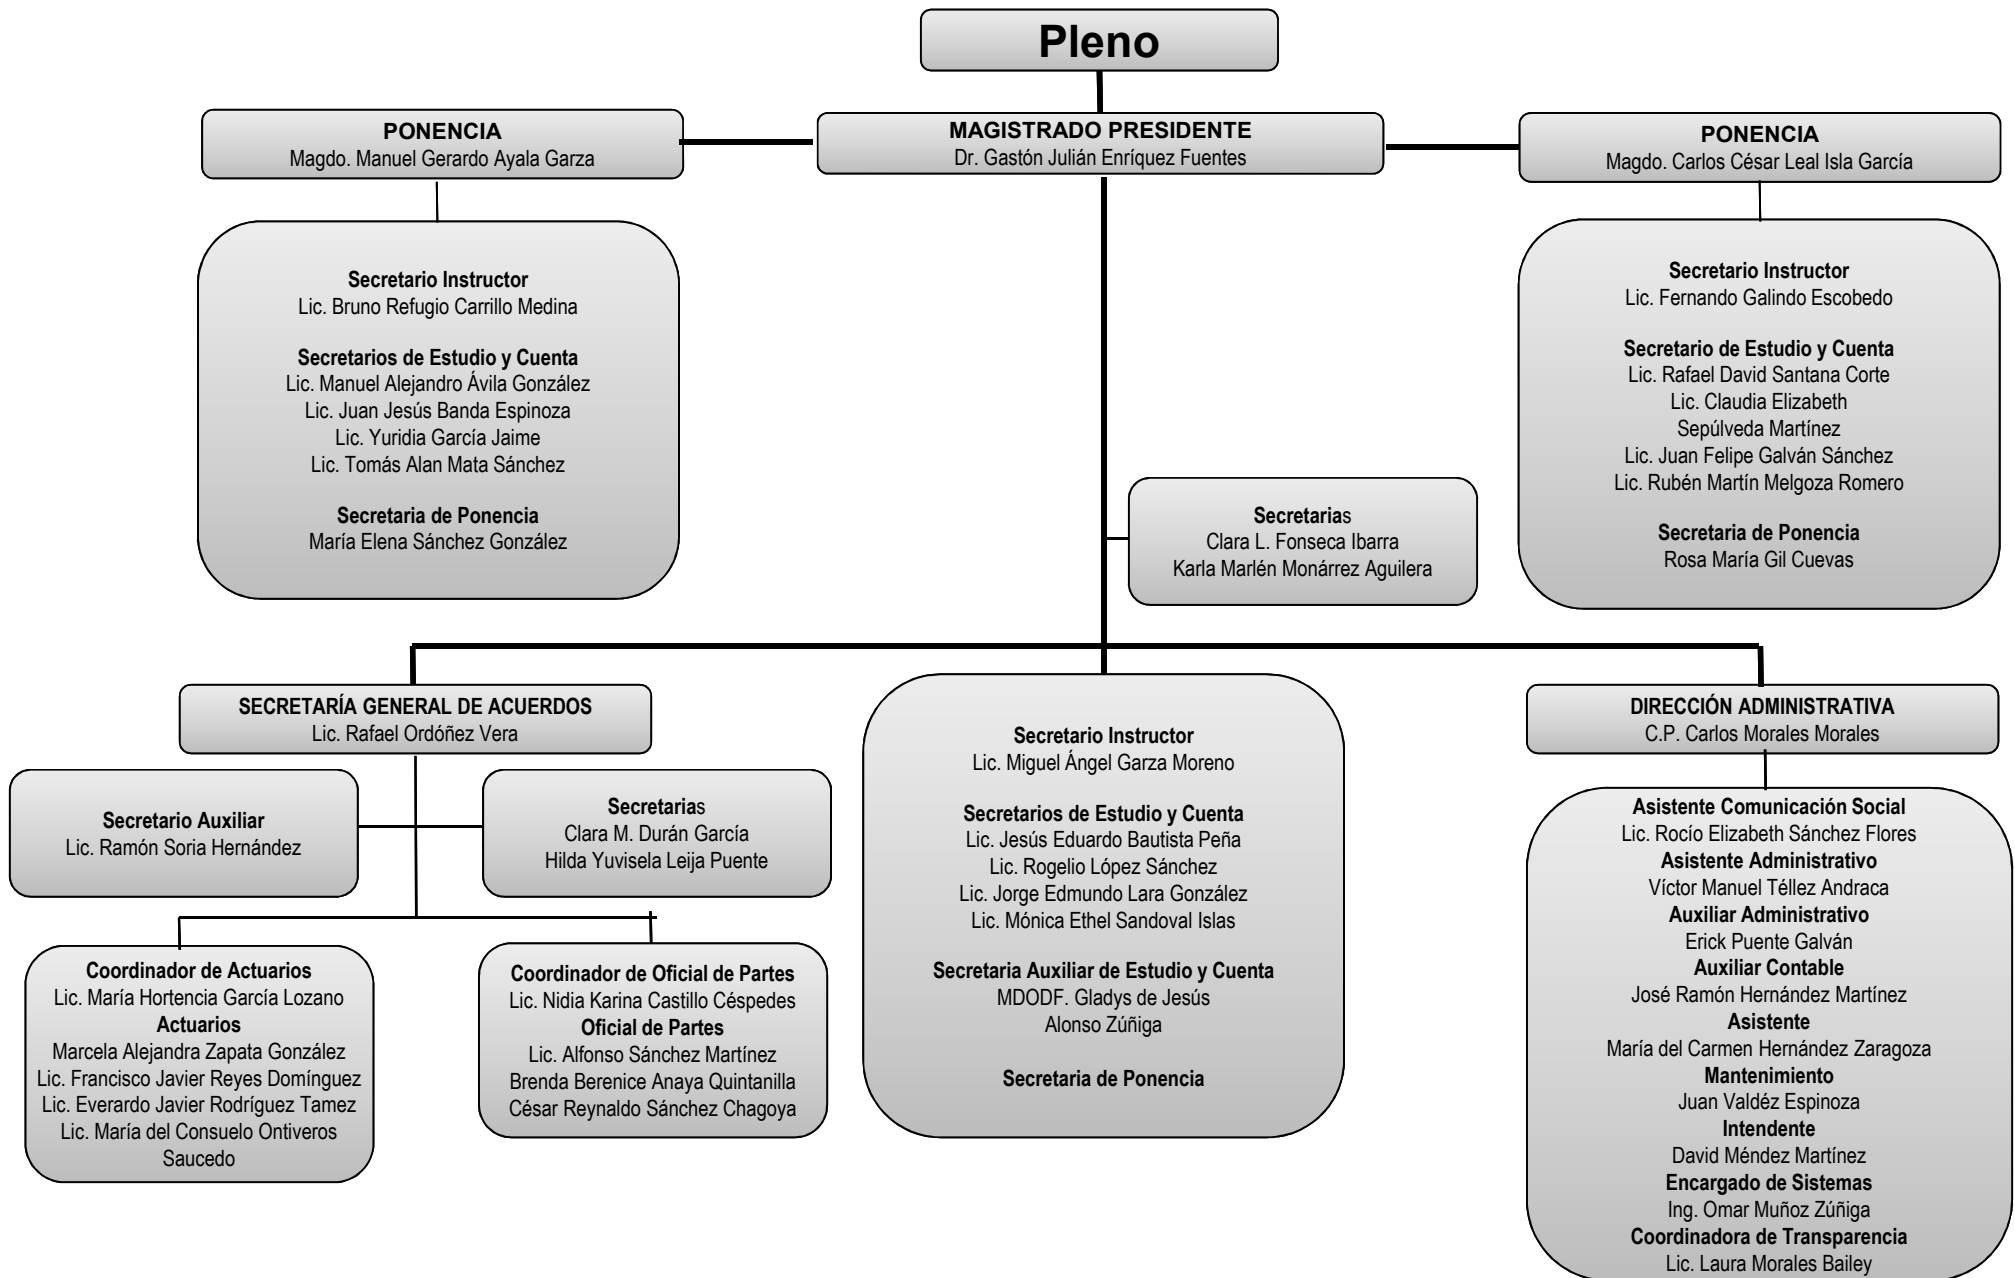 Pleno
PONENCIA
Magdo. Manuel Gerardo Ayala Garza
MAGISTRADO PRESIDENTE
Dr. Gastón Julián Enríquez Fuentes
PONENCIA
Magdo. Carlos César Leal Isla García
Secretario Instructor
Lic. Bruno Refugio Carrillo Medina
Secretarios de Estudio y Cuenta
Lic. Manuel Alejandro Ávila González
Lic. Juan Jesús Banda Espinoza
Lic. Yuridia García Jaime
Lic. Tomás Alan Mata Sánchez
Secretaria de Ponencia
María Elena Sánchez González
Secretario Instructor
Lic. Fernando Galindo Escobedo
Secretario de Estudio y Cuenta
Lic. Rafael David Santana Corte
Lic. Claudia Elizabeth
Sepúlveda Martínez
Lic. Juan Felipe Galván Sánchez
Lic. Rubén Martín Melgoza Romero
Secretaria de Ponencia
Rosa María Gil Cuevas
Secretarias
Clara L. Fonseca Ibarra
Karla Marlén Monárrez Aguilera
SECRETARÍA GENERAL DE ACUERDOS
Lic. Rafael Ordóñez Vera
Secretario Auxiliar
Lic. Ramón Soria Hernández
Secretarias
Clara M. Durán García
Hilda Yuvisela Leija Puente
Coordinador de Actuarios
Lic. María Hortencia García Lozano
Actuarios
Marcela Alejandra Zapata González
Lic. Francisco Javier Reyes Domínguez
Lic. Everardo Javier Rodríguez Tamez
Lic. María del Consuelo Ontiveros
Saucedo
Coordinador de Oficial de Partes
Lic. Nidia Karina Castillo Céspedes
Oficial de Partes
Lic. Alfonso Sánchez Martínez
Brenda Berenice Anaya Quintanilla
César Reynaldo Sánchez Chagoya
Secretario Instructor
Lic. Miguel Ángel Garza Moreno
Secretarios de Estudio y Cuenta
Lic. Jesús Eduardo Bautista Peña
Lic. Rogelio López Sánchez
Lic. Jorge Edmundo Lara González
Lic. Mónica Ethel Sandoval Islas
Secretaria Auxiliar de Estudio y Cuenta
MDODF. Gladys de Jesús
Alonso Zúñiga
Secretaria de Ponencia
DIRECCIÓN ADMINISTRATIVA
C.P. Carlos Morales Morales
Asistente Comunicación Social
Lic. Rocío Elizabeth Sánchez Flores
Asistente Administrativo
Víctor Manuel Téllez Andraca
Auxiliar Administrativo
Erick Puente Galván
Auxiliar Contable
José Ramón Hernández Martínez
Asistente
María del Carmen Hernández Zaragoza
Mantenimiento
Juan Valdéz Espinoza
Intendente
David Méndez Martínez
Encargado de Sistemas
Ing. Omar Muñoz Zúñiga
Coordinadora de Transparencia
Lic. Laura Morales Bailey